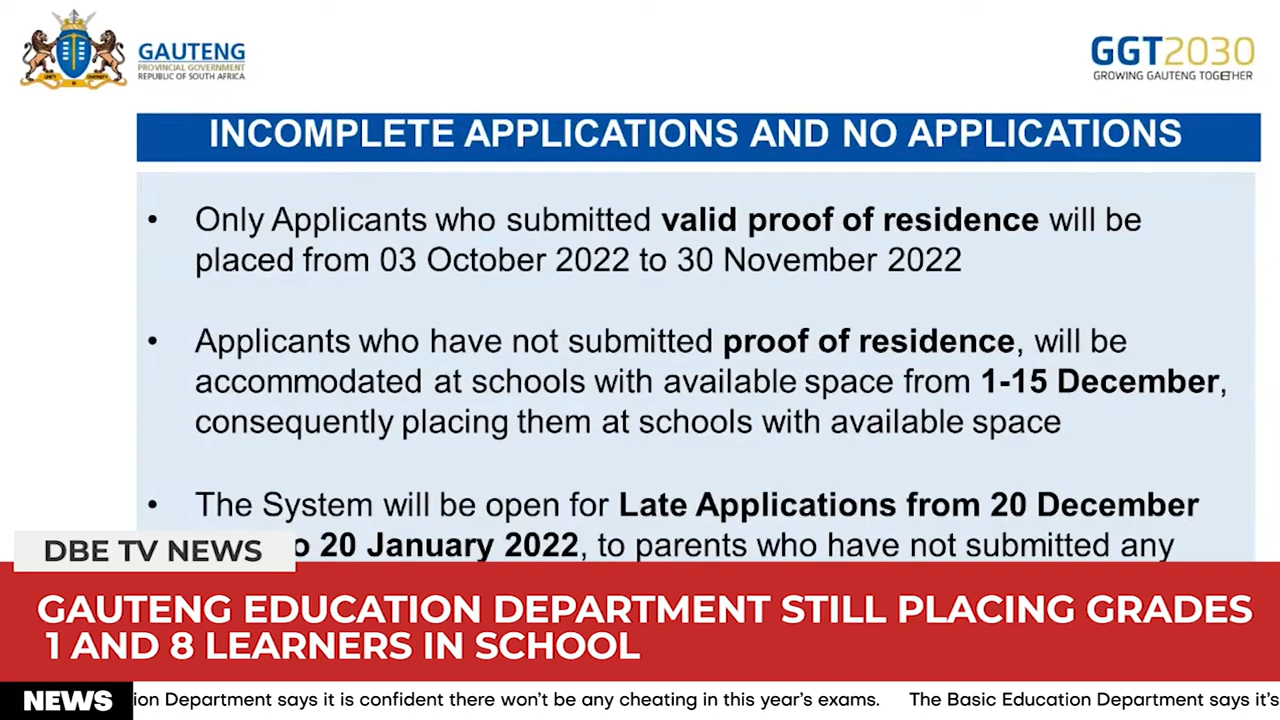 GAUTENG
PROVINCIAL GOVERNMENT
REPUBLIC OF SOUTH AFRICA
GGT2030
GROWING GAUTENG TOGETHER
INCOMPLETE APPLICATIONS AND NO APPLICATIONS
• Only Applicants who submitted valid proof of residence will be
placed from 03 October 2022 to 30 November 2022
• Applicants who have not submitted proof of residence, will be
accommodated at schools with available space from 1-15 December,
consequently placing them at schools with available space
• The System will be open for Late Applications from 20 December
o 20 January 2022, to parents who have not submitted any
DBE TV NEWS
GAUTENG EDUCATION DEPARTMENT STILL PLACING GRADES
1 AND 8 LEARNERS IN SCHOOL
NEWS ion Department says it is confident there won't be any cheating in this year's exams. The Basic Education Department says it's